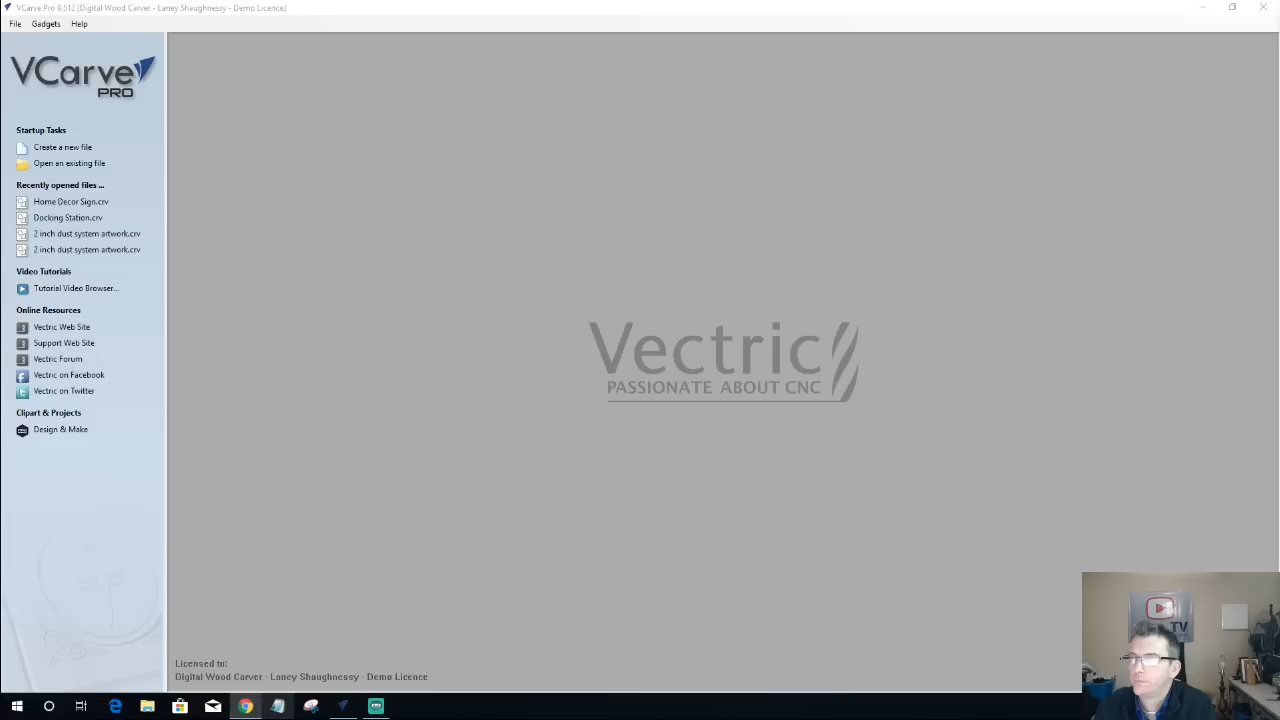 VCarve Pro 9.512 {Digital Wood Carver - Laney Shaughnessy - Demo Licence}
File Gadgets Help
VCarve
PRO
Startup Tasks
Create a new file
Open an existing file
Recently opened files ...
Home Decor Sign.crv
Docking Station.crv
2 inch dust system artwork.crv
2 inch dust system artwork.crv
Video Tutorials
Tutorial Video Browser...
Online Resources
Vectric Web Site
Support Web Site
Vectric Forum
Vectric on Facebook
Vectric on Twitter
Clipart & Projects
Design & Make
Vectric
PASSIONATE ABOUT CNC
TV
Licensed to:
Digital Wood Carver - Laney Shaughnessy - Demo Licence